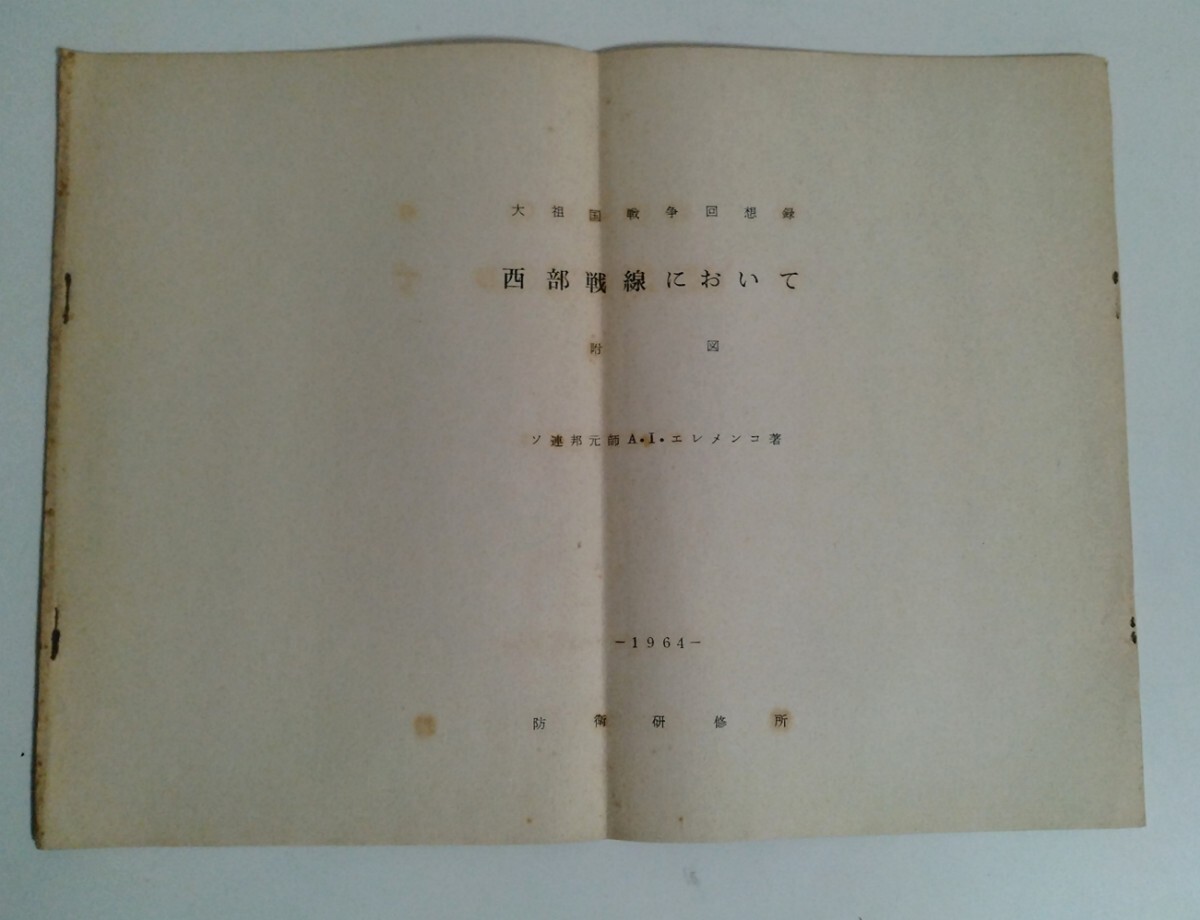 大祖国戦争回想録
西部戦線において
附図
ソ連邦元師A・I・エレメンコ著
－1964－
防衛研修所